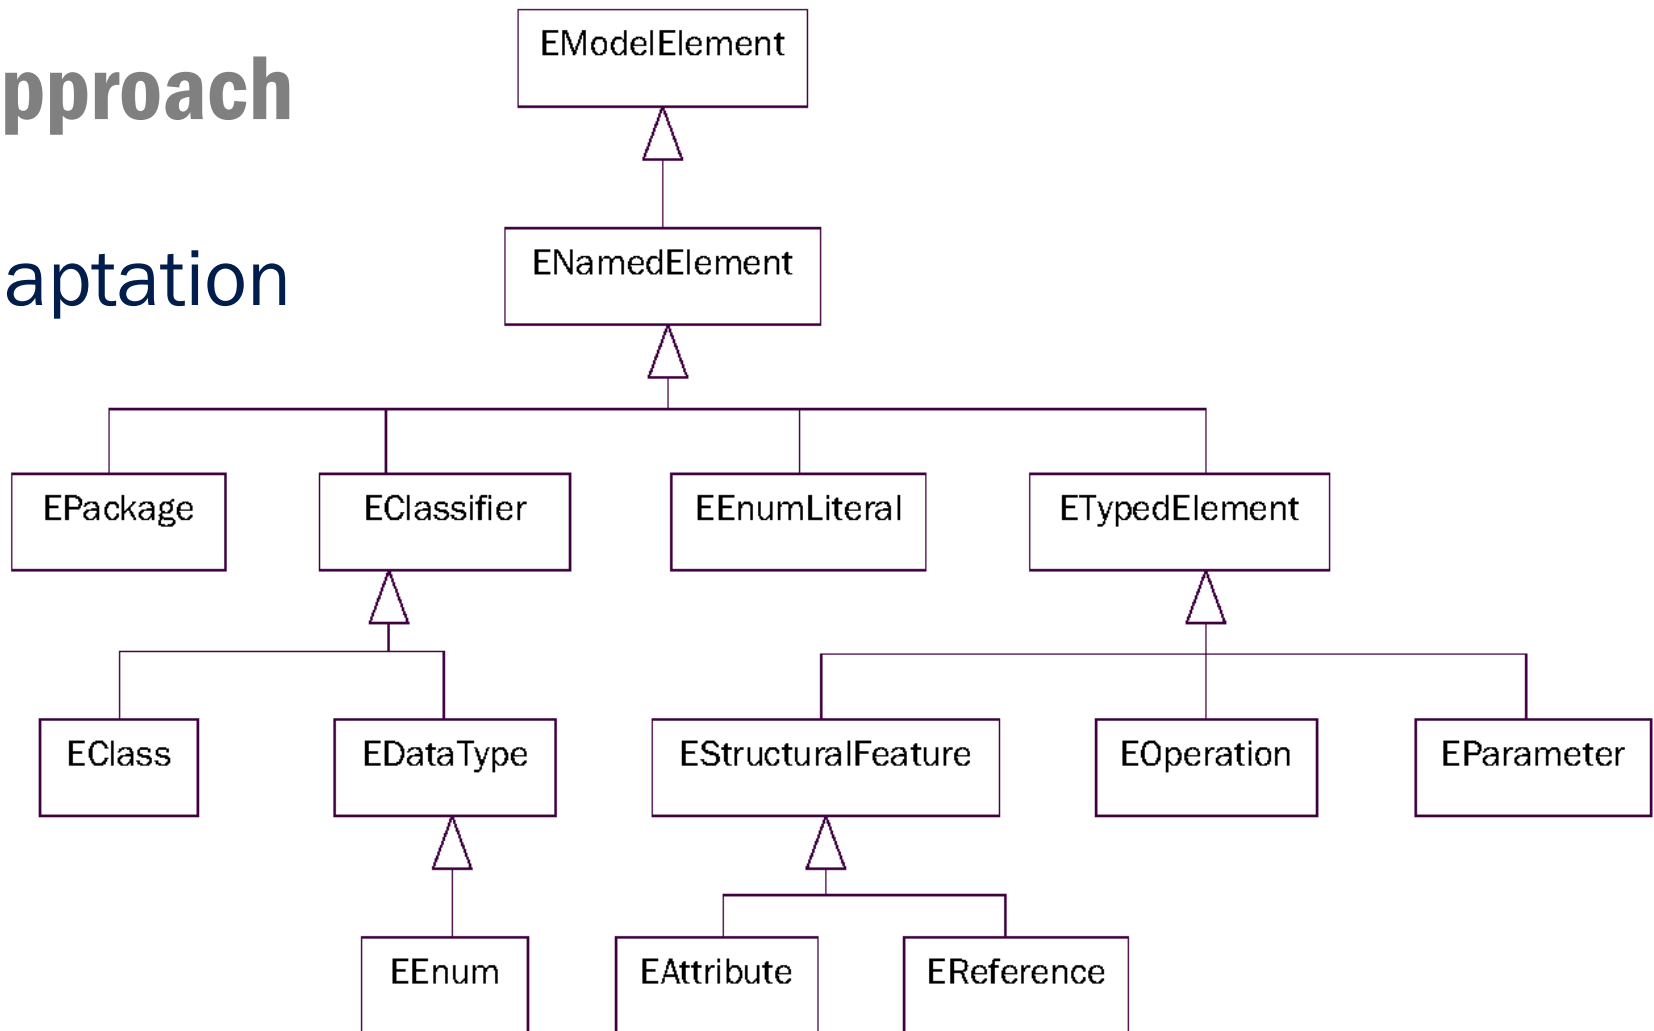 pproach
aptation
EModelElement
ENamedElement
EPackage
EClassifier
EEnumLiteral
ETypedElement
EClass
EDataType
EStructuralFeature
EOperation
EParameter
EEnum
EAttribute
EReference